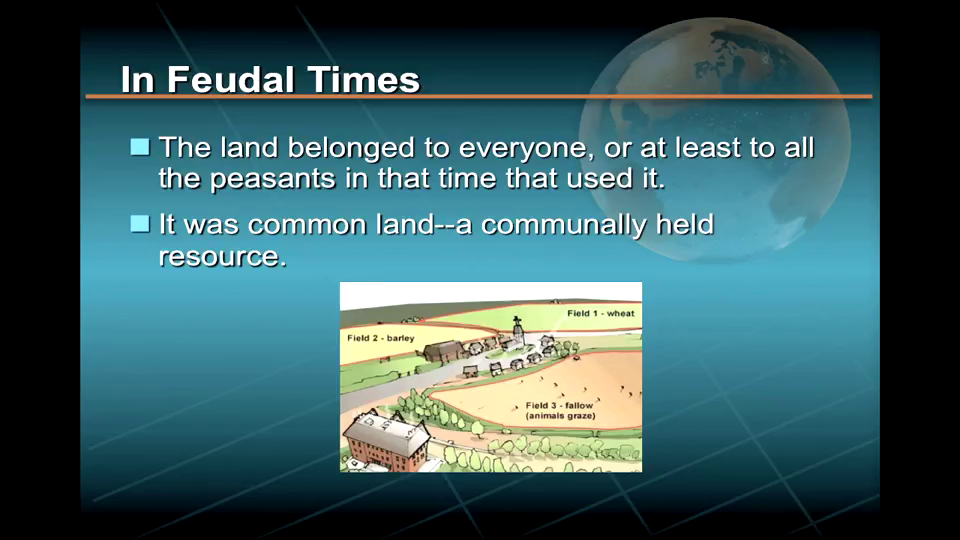 In Feudal Times
The land belonged to everyone, or at least to all
the peasants in that time that used it.
It was common land--a communally held
resource.
Field 1 - wheat
Field 2 - barley
Field 3 - fallow
(animals graze)